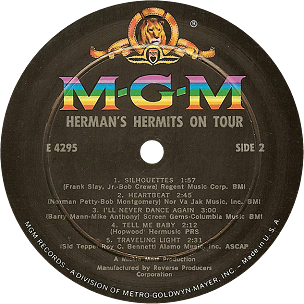 M-G-M
HERMAN'S HERMITS ON TOUR
E 4295 SIDE 2
1. SILHOUETTES 1:57
(Frank Slay, Jr.-Bob Crewe) Regent Music Corp. BMI
2. HEARTBEAT 2:45
(Norman Petty-Bob Montgomery) Nor Va Jak Music, Inc. BMI
3. I'LL NEVER DANCE AGAIN 3:00
(Barry Mann-Mike Anthony) Screen Gems-Columbia Music BMI
4. TELL ME BABY 2:12
(Hopwood) Hermusic PRS
5. TRAVELING LIGHT 2:31
(Sid Tepper-Roy C. Bennett) Alamo Music, Inc. ASCAP
A Mickie Most Production
Manufactured by Reverse Producers
Corporation
MGM RECORDS - A DIVISION OF METRO-GOLDWYN-MAYER, INC. - Made in U.S.A.